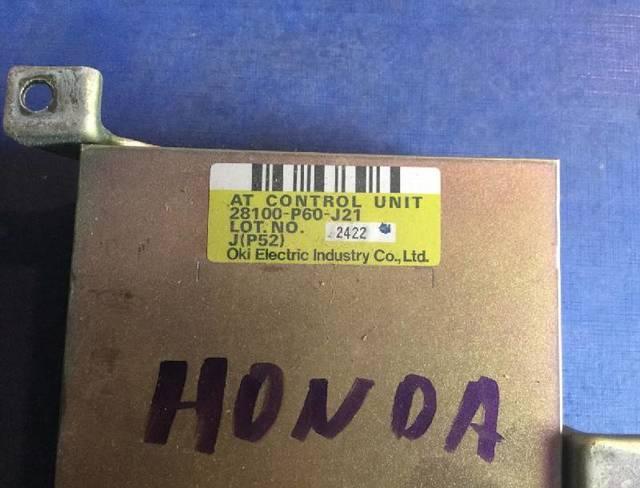 AT CONTROL UNIT
28100-P60-J21
LOT.NO. 2422
J(P52)
Oki Electric Industry Co.,Ltd.
HONDA